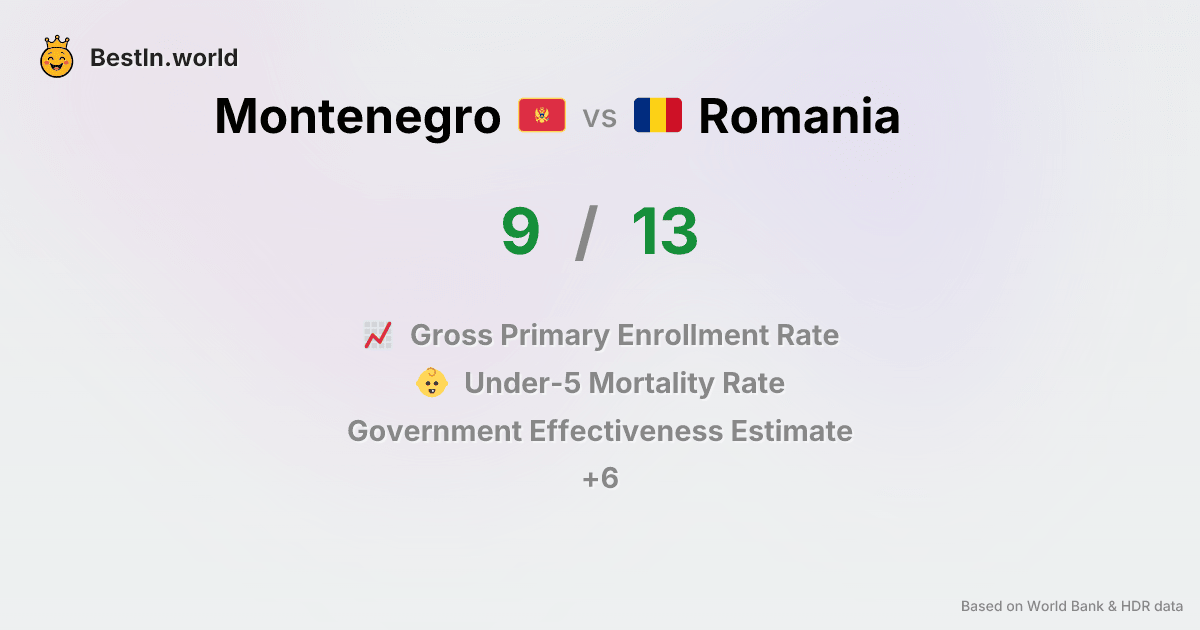 BestIn.world
Montenegro vs Romania
9 / 13
Gross Primary Enrollment Rate
Under-5 Mortality Rate
Government Effectiveness Estimate
+6
Based on World Bank & HDR data